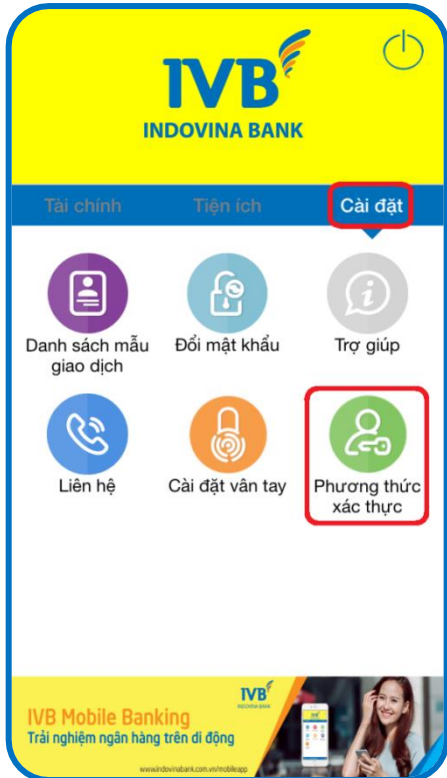 IVB
INDOVINA BANK
Tài chính
Tiện ích
Cài đặt
Danh sách mẫu
giao dịch
Đổi mật khẩu
Trợ giúp
Liên hệ
Cài đặt vân tay
Phương thức
xác thực
IVB
INDOVINA BANK
IVB Mobile Banking
Trải nghiệm ngân hàng trên di động
www.indovinabank.com.vn/mobileapp